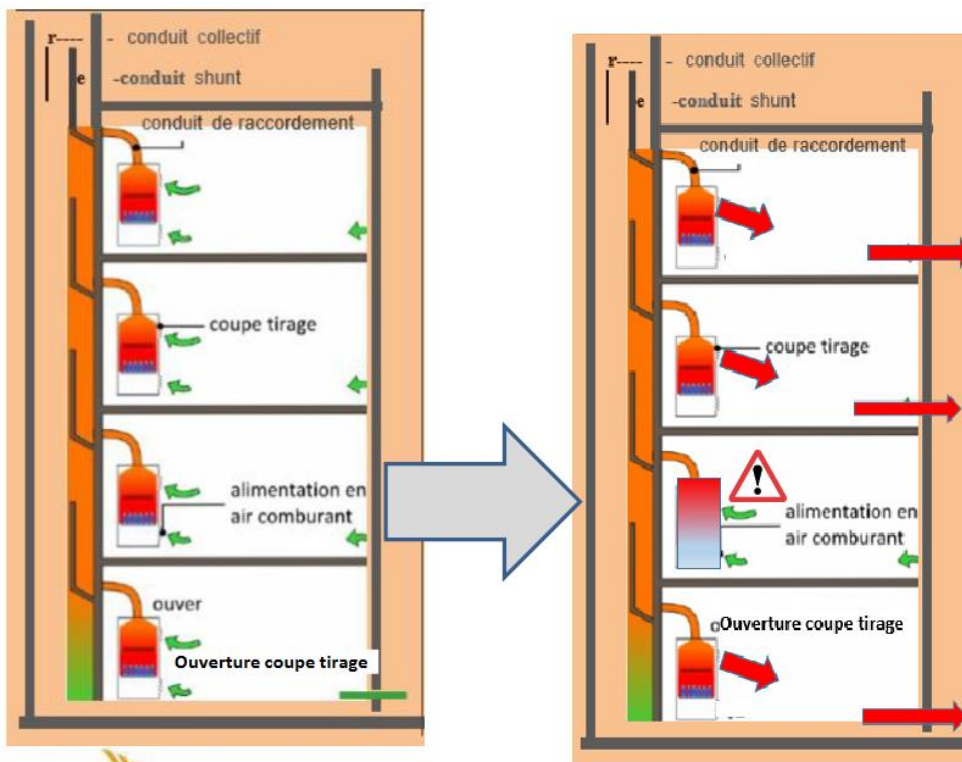 r---- - conduit collectif
e -conduit shunt
conduit de raccordement
coupe tirage
alimentation en
air comburant
ouver
Ouverture coupe tirage
r---- - conduit collectif
e -conduit shunt
conduit de raccordement
coupe tirage
!
alimentation en
air comburant
Ouverture coupe tirage